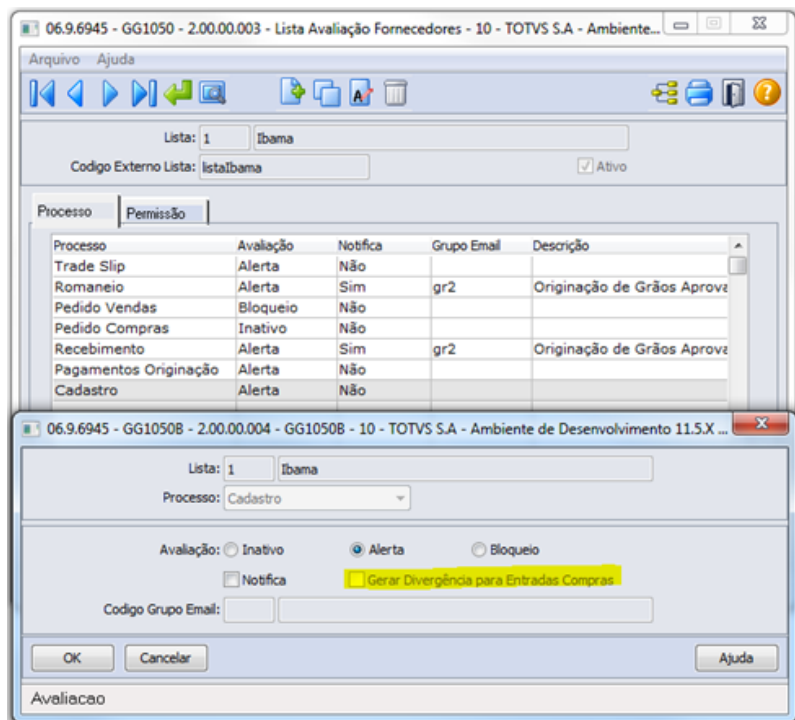 06.9.6945 - GG1050 - 2.00.00.003 - Lista Avaliação Fornecedores - 10 - TOTVS S.A - Ambiente...
Arquivo Ajuda
Lista: 1 Ibama
Codigo Externo Lista: listaIbama Ativo
Processo Permissão
Processo Avaliação Notifica Grupo Email Descrição
Trade Slip Alerta Não
Romaneio Alerta Sim gr2 Originação de Grãos Aprova
Pedido Vendas Bloqueio Não
Pedido Compras Inativo Não
Recebimento Alerta Sim gr2 Originação de Grãos Aprova
Pagamentos Originação Alerta Não
Cadastro Alerta Não
06.9.6945 - GG1050B - 2.00.00.004 - GG1050B - 10 - TOTVS S.A - Ambiente de Desenvolvimento 11.5.X ...
Lista: 1 Ibama
Processo: Cadastro
Avaliação: Inativo Alerta Bloqueio
Notifica Gerar Divergência para Entradas Compras
Codigo Grupo Email:
OK Cancelar Ajuda
Avaliacao